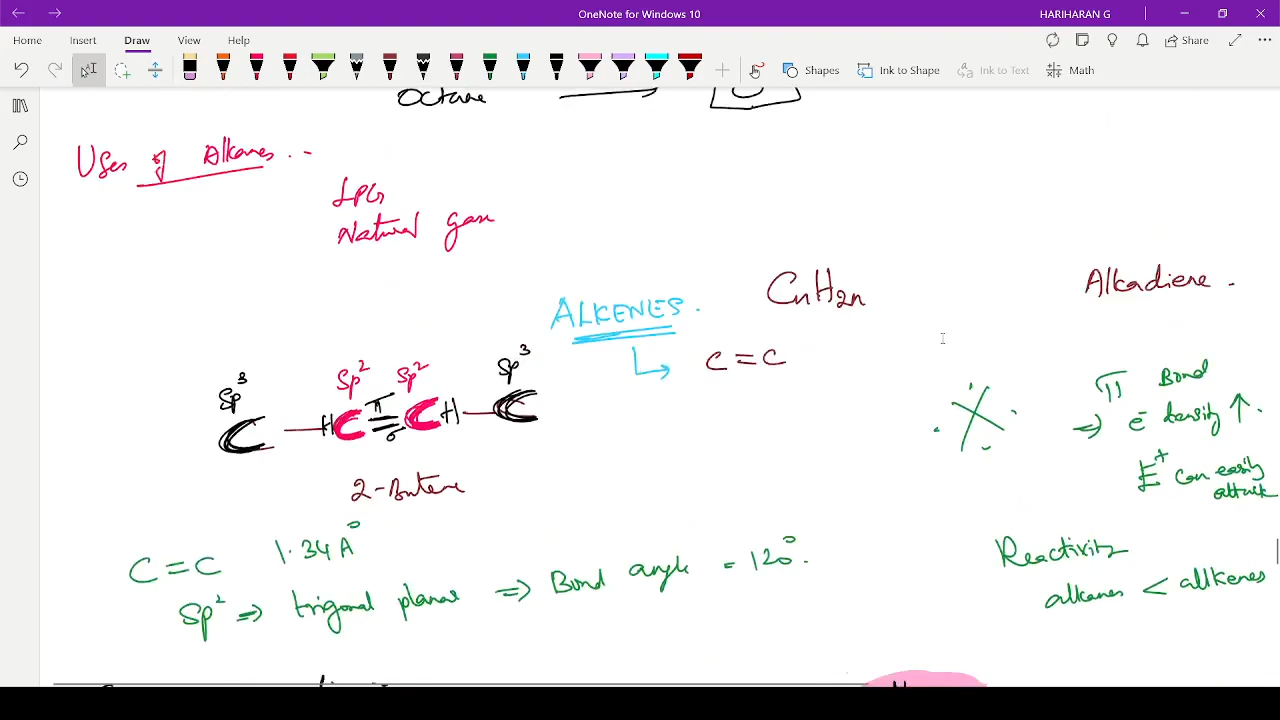 OneNote for Windows 10
HARIHARAN G
Home Insert Draw View Help
Share
Shapes Ink to Shape Ink to Text Math
Octane
Uses of Alkanes
LPG
Natural gas
ALKENES.
CnH2n
Alkadiene.
C=C
Sp³ Sp² Sp² Sp³
C HC π = σ CH C
2-Butene
π Bond
⇒ e⁻ density ↑.
E⁺ can easily
attack
C=C 1.34 A°
Sp² ⇒ trigonal planar ⇒ Bond angle = 120°.
Reactivity
alkanes < alkenes